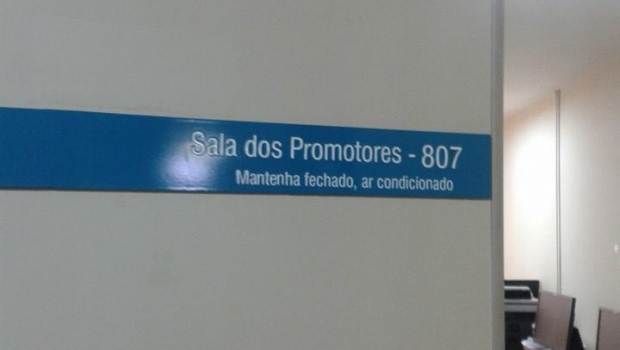 Sala dos Promotores - 807
Mantenha fechado, ar condicionado